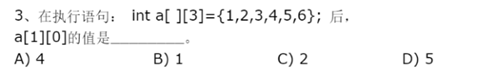 3、在执行语句： int a[ ][3]={1,2,3,4,5,6}; 后，
a[1][0]的值是________。
A) 4 B) 1 C) 2 D) 5